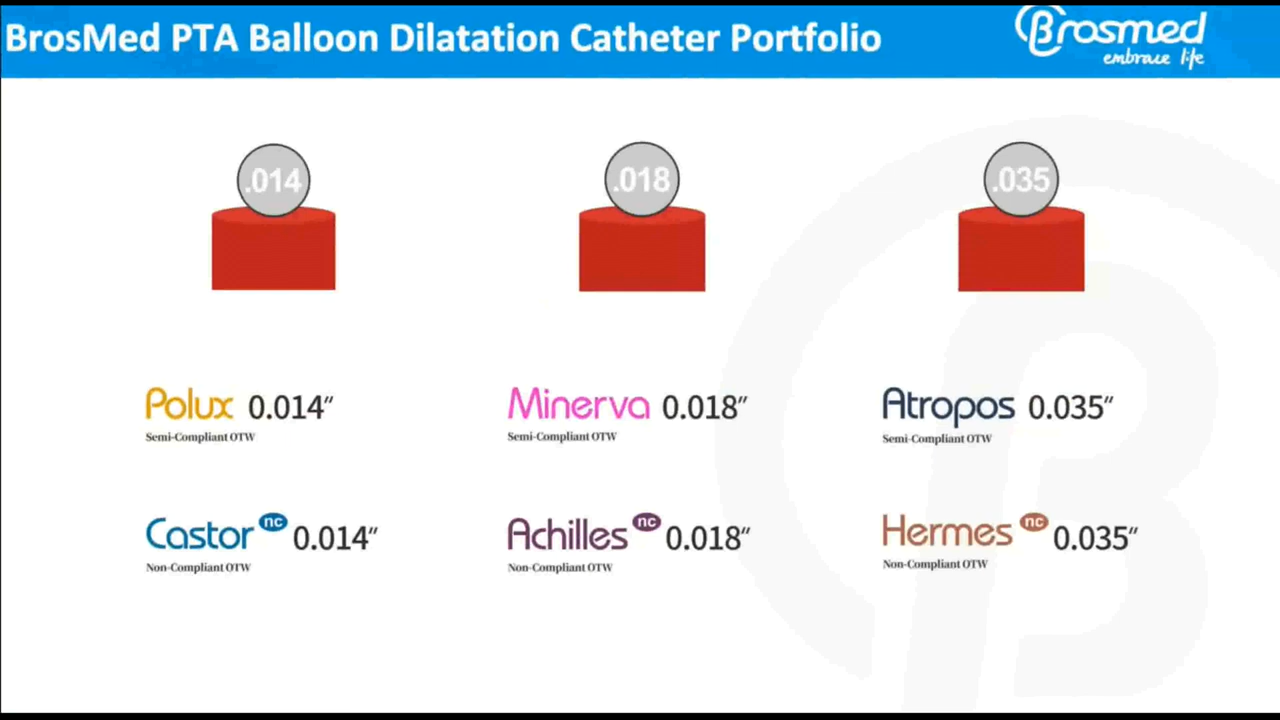 BrosMed PTA Balloon Dilatation Catheter Portfolio
Brosmed
embrace life
.014
.018
.035
Polux 0.014”
Semi-Compliant OTW
Minerva 0.018”
Semi-Compliant OTW
Atropos 0.035”
Semi-Compliant OTW
Castor nc 0.014”
Non-Compliant OTW
Achilles nc 0.018”
Non-Compliant OTW
Hermes nc 0.035”
Non-Compliant OTW